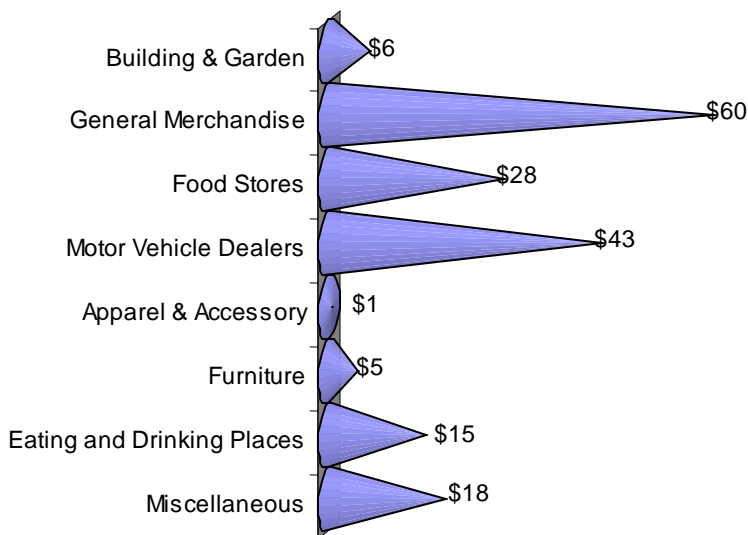 Building & Garden $6
General Merchandise $60
Food Stores $28
Motor Vehicle Dealers $43
Apparel & Accessory $1
Furniture $5
Eating and Drinking Places $15
Miscellaneous $18